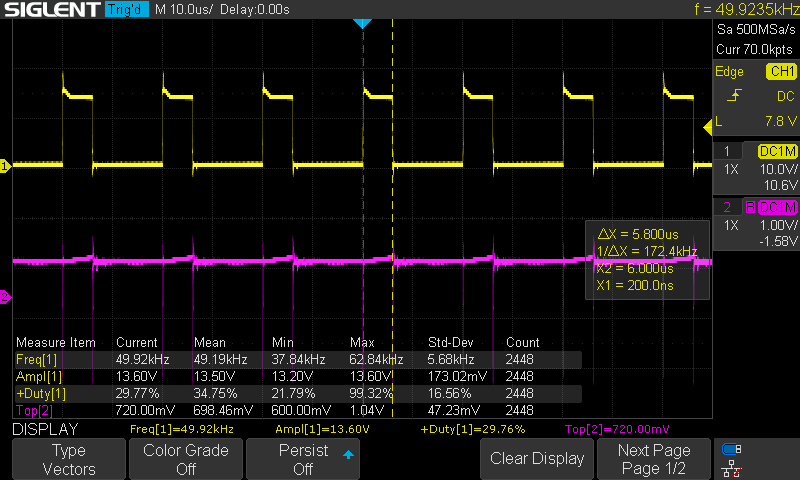 SIGLENT Trig'd M 10.0us/ Delay:0.00s f = 49.9235kHz
Sa 500MSa/s
Curr 70.0kpts
Edge CH1
DC
L 7.8 V
1 DC1M
1X 10.0V/
10.6V
2 B DC1M
1X 1.00V/
-1.58V
1
2
ΔX = 5.800us
1/ΔX = 172.4kHz
X2 = 6.000us
X1 = 200.0ns
Measure Item Current Mean Min Max Std-Dev Count
Freq[1] 49.92kHz 49.19kHz 37.84kHz 62.84kHz 5.68kHz 2448
Ampl[1] 13.60V 13.50V 13.20V 13.60V 173.02mV 2448
+Duty[1] 29.77% 34.75% 21.79% 99.32% 16.56% 2448
Top[2] 720.00mV 698.46mV 600.00mV 1.04V 47.23mV 2448
DISPLAY Freq[1]=49.92kHz Ampl[1]=13.60V +Duty[1]=29.76% Top[2]=720.00mV
Type
Vectors
Color Grade
Off
Persist
Off
Clear Display
Next Page
Page 1/2